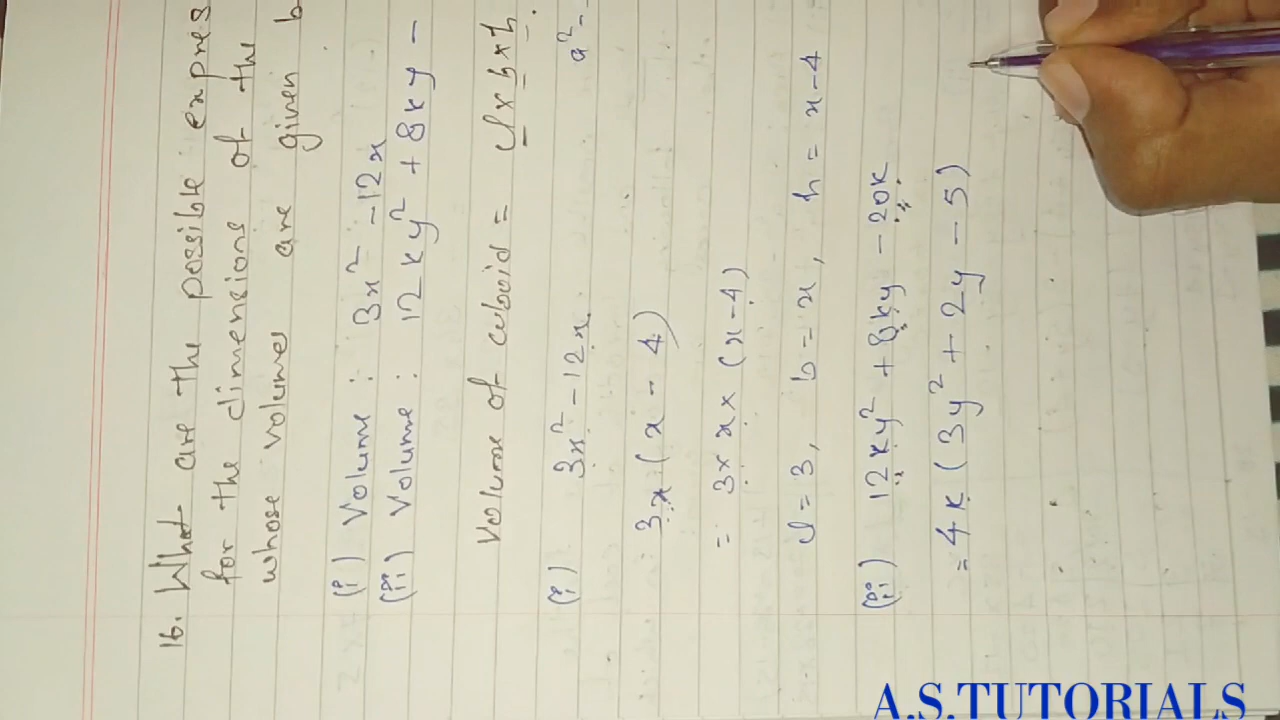 16. What are the possible expres
for the dimensions of the
whose volumes are given b
(i) Volume : 3x² - 12x
(ii) Volume : 12ky² + 8ky -
Volume of cuboid = l x b x h.
(i) 3x² - 12x a² -
3x (x - 4)
= 3 x x x (x - 4)
l = 3, b = x, h = x - 4
(ii) 12ky² + 8ky - 20k
= 4k (3y² + 2y - 5)
A.S.TUTORIALS